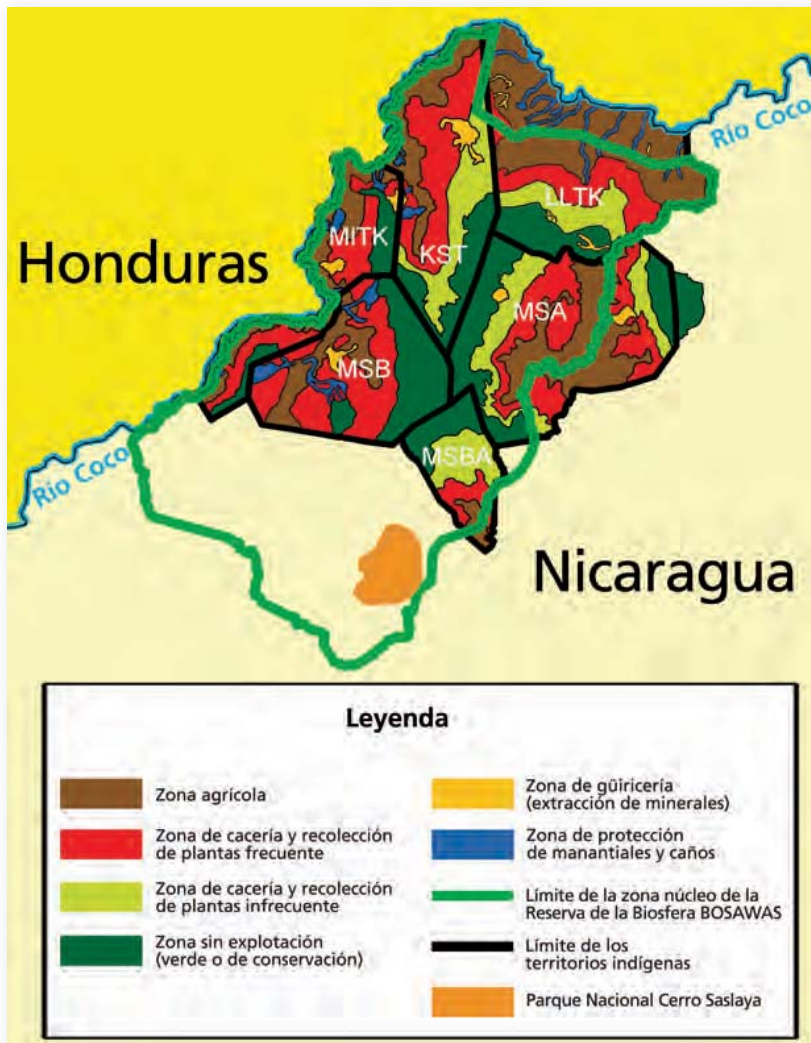 Río Coco
LLTK
MITK
KST
Honduras
MSA
MSB
MSBA
Río Coco
Nicaragua
Leyenda
Zona agrícola
Zona de cacería y recolección
de plantas frecuente
Zona de cacería y recolección
de plantas infrecuente
Zona sin explotación
(verde o de conservación)
Zona de güiricería
(extracción de minerales)
Zona de protección
de manantiales y caños
Límite de la zona núcleo de la
Reserva de la Biosfera BOSAWAS
Límite de los
territorios indígenas
Parque Nacional Cerro Saslaya